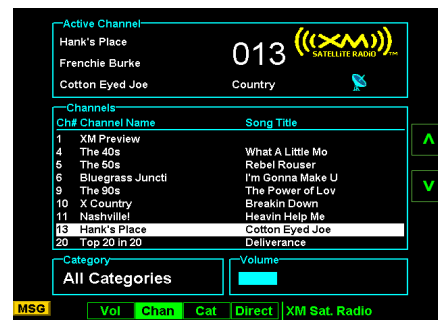 Active Channel
Hank's Place
Frenchie Burke
Cotton Eyed Joe
013
Country
((XM))
SATELLITE RADIO TM
Channels
Ch# Channel Name Song Title
1 XM Preview
4 The 40s What A Little Mo
5 The 50s Rebel Rouser
6 Bluegrass Juncti I'm Gonna Make U
9 The 90s The Power of Lov
10 X Country Breakin Down
11 Nashville! Heavin Help Me
13 Hank's Place Cotton Eyed Joe
20 Top 20 in 20 Deliverance
Category
All Categories
Volume
MSG Vol Chan Cat Direct XM Sat. Radio